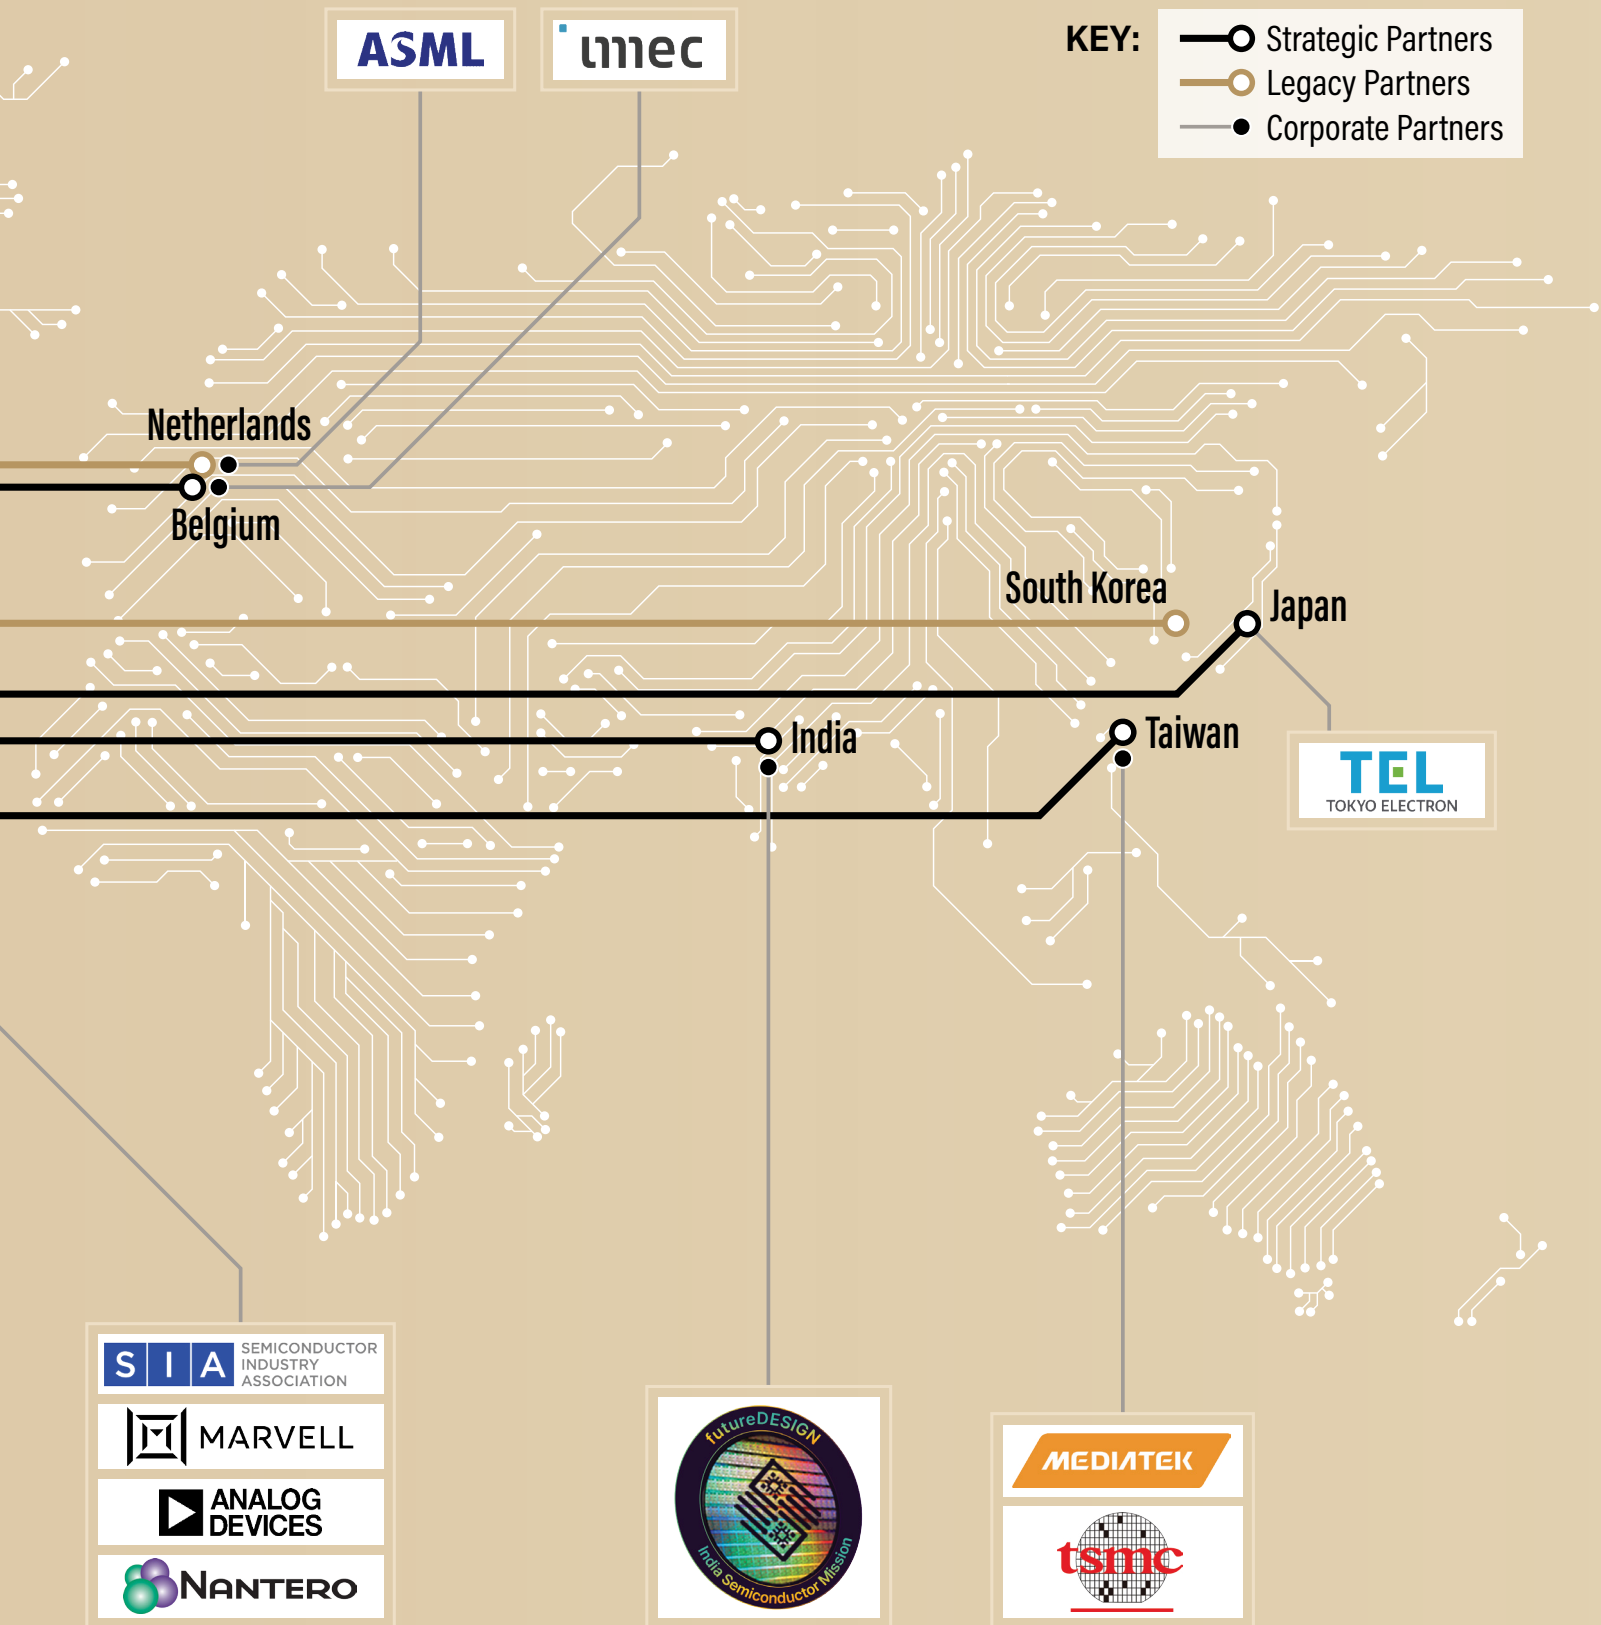 ASML
imec
KEY:
Strategic Partners
Legacy Partners
Corporate Partners
Netherlands
Belgium
South Korea
Japan
India
Taiwan
TEL
TOKYO ELECTRON
SIA
SEMICONDUCTOR
INDUSTRY
ASSOCIATION
MARVELL
ANALOG
DEVICES
NANTERO
futureDESIGN
India Semiconductor Mission
MEDIATEK
tsmc